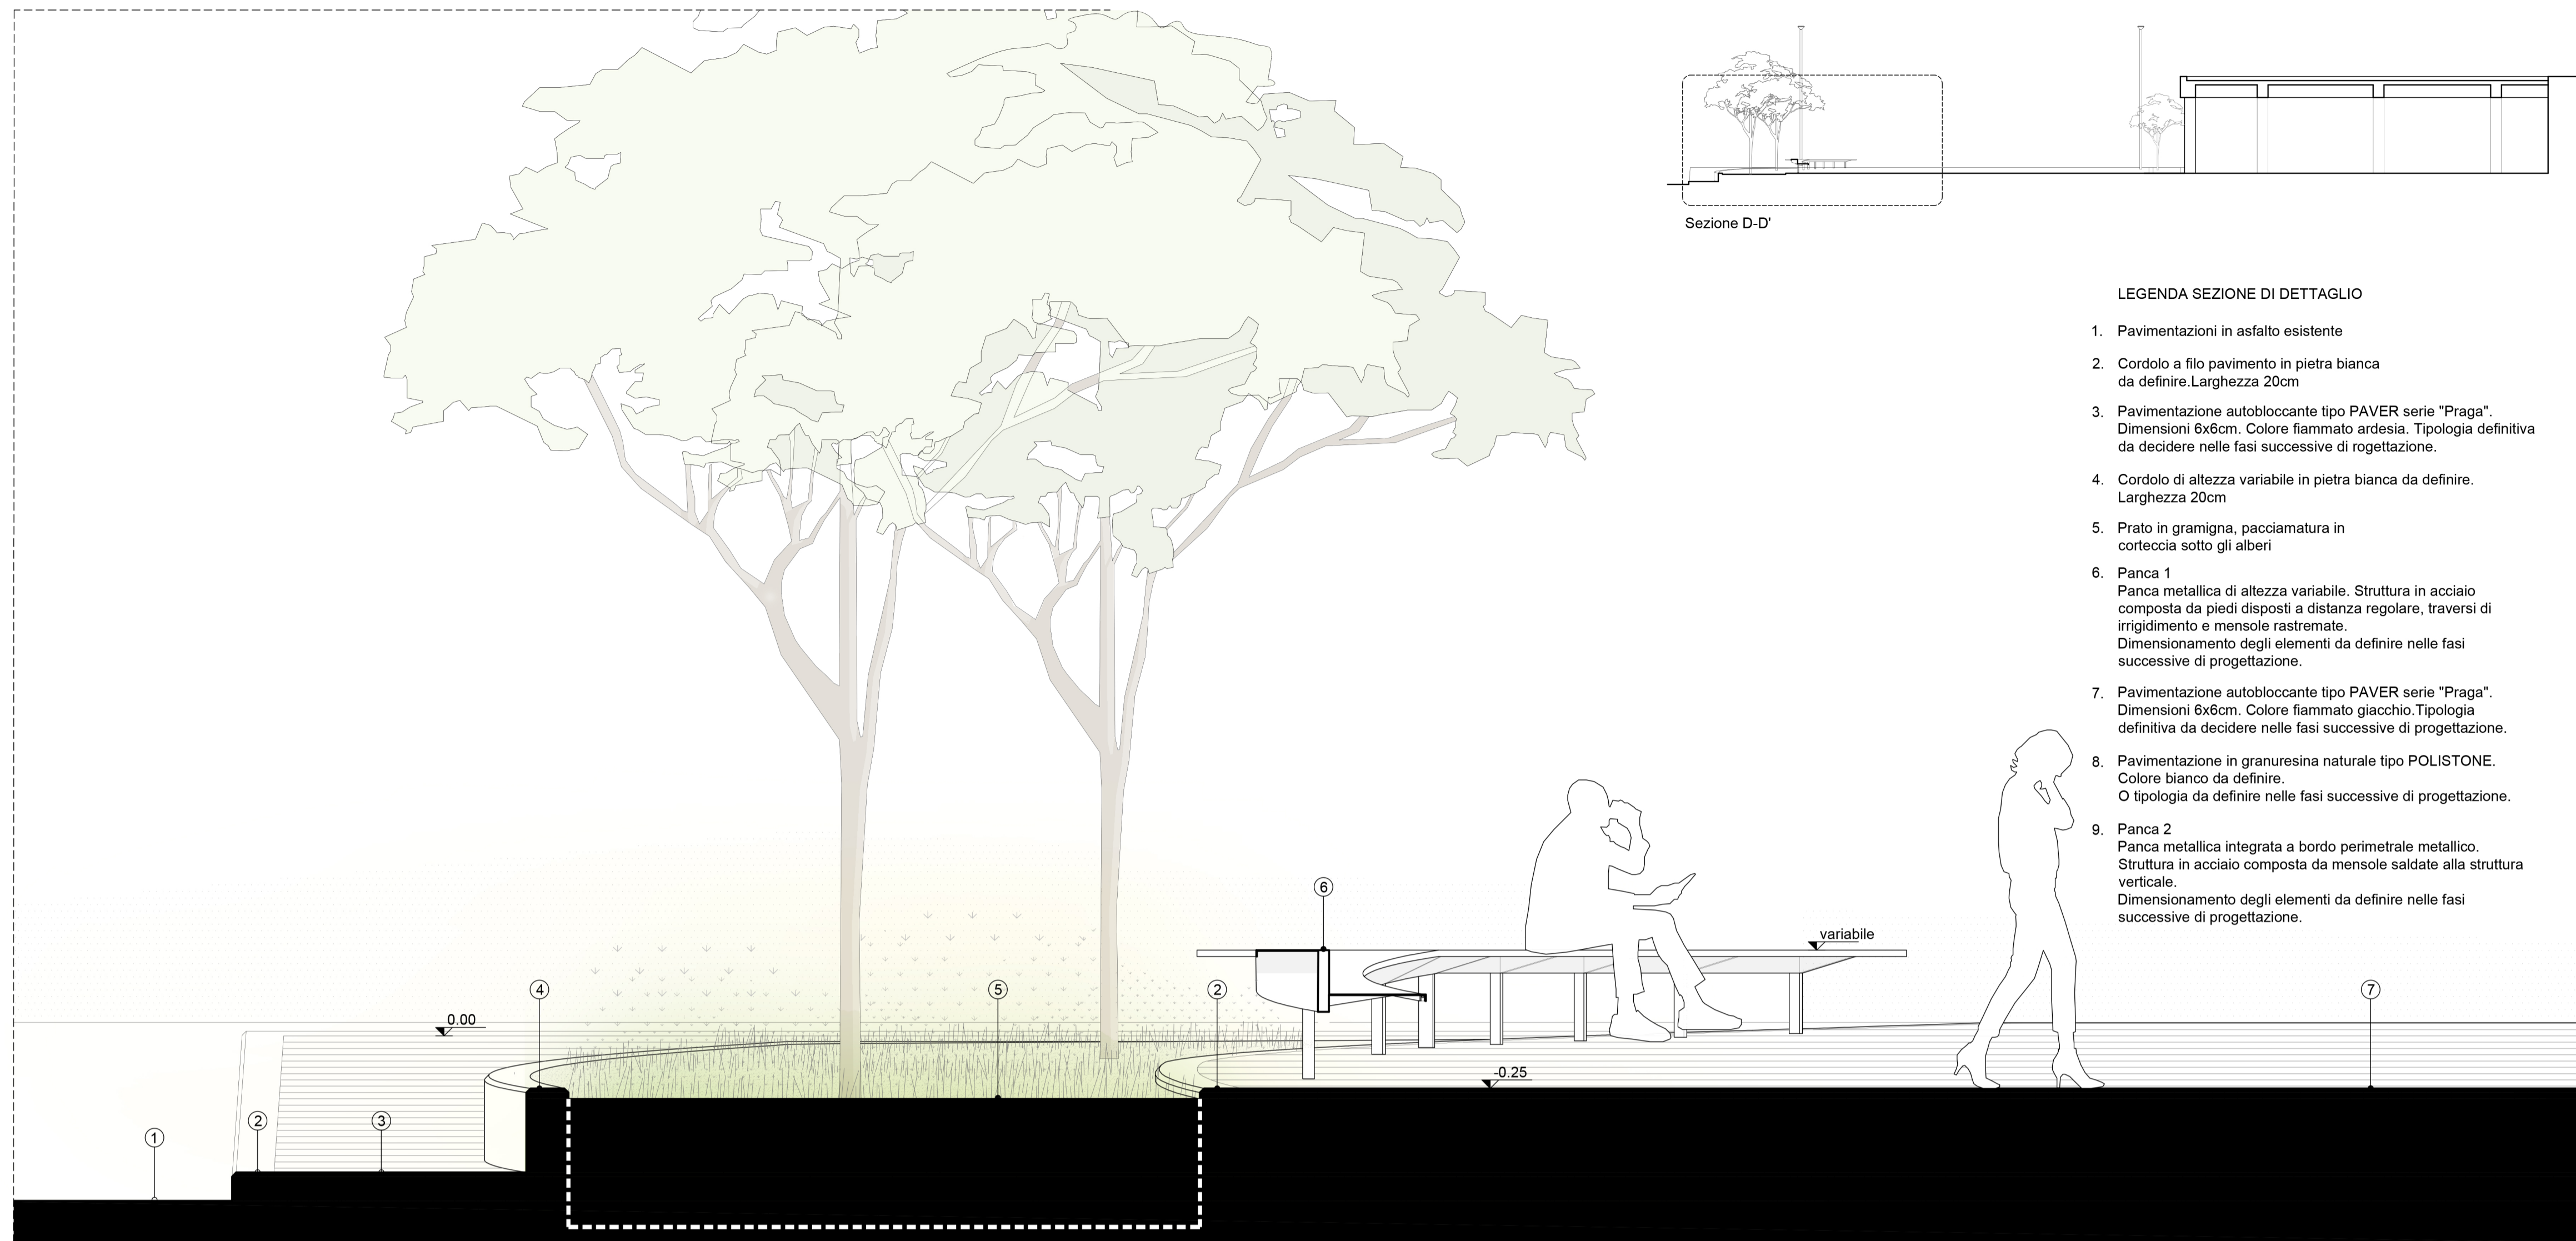 Sezione D-D'
LEGENDA SEZIONE DI DETTAGLIO
1. Pavimentazioni in asfalto esistente
2. Cordolo a filo pavimento in pietra bianca
da definire.Larghezza 20cm
3. Pavimentazione autobloccante tipo PAVER serie "Praga".
Dimensioni 6x6cm. Colore fiammato ardesia. Tipologia definitiva
da decidere nelle fasi successive di rogettazione.
4. Cordolo di altezza variabile in pietra bianca da definire.
Larghezza 20cm
5. Prato in gramigna, pacciamatura in
corteccia sotto gli alberi
6. Panca 1
Panca metallica di altezza variabile. Struttura in acciaio
composta da piedi disposti a distanza regolare, traversi di
irrigidimento e mensole rastremate.
Dimensionamento degli elementi da definire nelle fasi
successive di progettazione.
7. Pavimentazione autobloccante tipo PAVER serie "Praga".
Dimensioni 6x6cm. Colore fiammato giacchio.Tipologia
definitiva da decidere nelle fasi successive di progettazione.
8. Pavimentazione in granuresina naturale tipo POLISTONE.
Colore bianco da definire.
O tipologia da definire nelle fasi successive di progettazione.
9. Panca 2
Panca metallica integrata a bordo perimetrale metallico.
Struttura in acciaio composta da mensole saldate alla struttura
verticale.
Dimensionamento degli elementi da definire nelle fasi
successive di progettazione.
6
variabile
4
5
2
7
0.00
-0.25
1
2
3